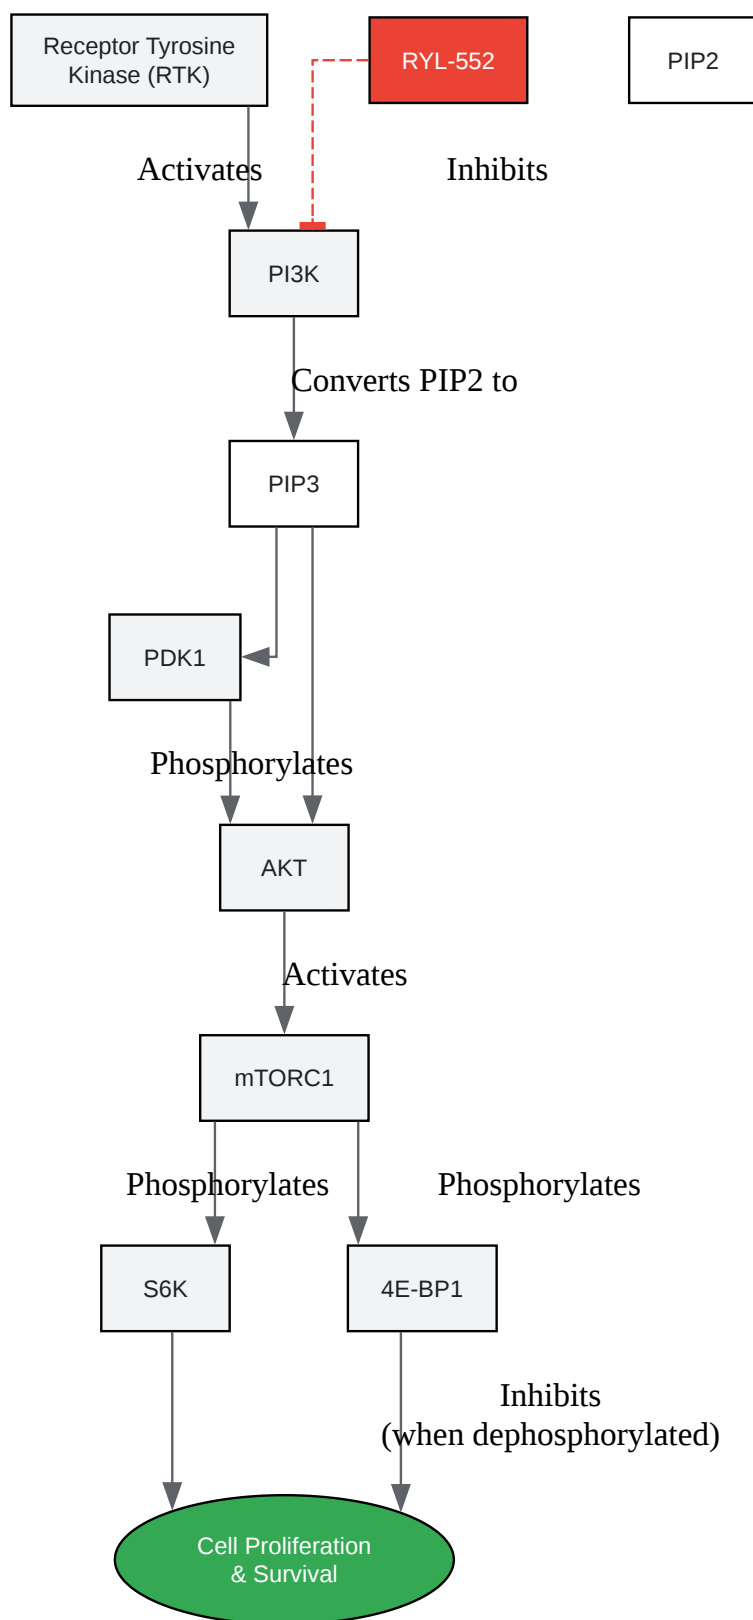 Receptor Tyrosine
Kinase (RTK)
RYL-552
PIP2
Activates
Inhibits
PI3K
Converts PIP2 to
PIP3
PDK1
Phosphorylates
AKT
Activates
mTORC1
Phosphorylates
Phosphorylates
S6K
4E-BP1
Inhibits
(when dephosphorylated)
Cell Proliferation
& Survival